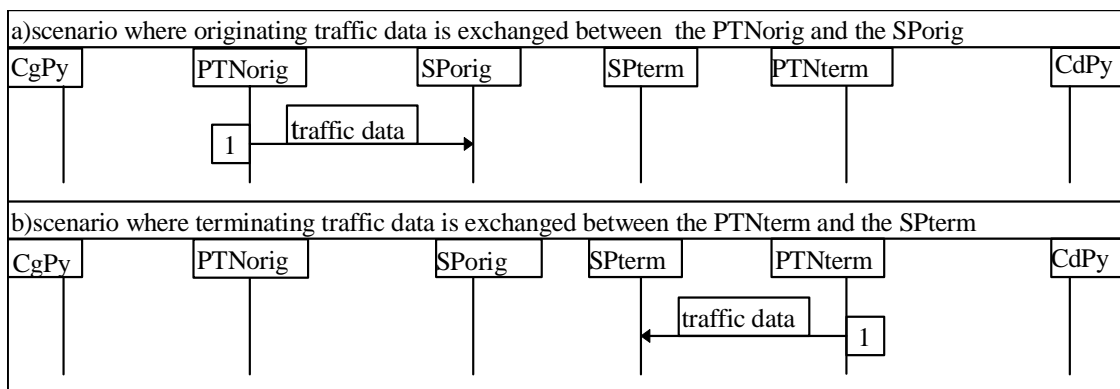 a)scenario where originating traffic data is exchanged between the PTNorig and the SPorig
CgPy PTNorig SPorig SPterm PTNterm CdPy
traffic data
1
b)scenario where terminating traffic data is exchanged between the PTNterm and the SPterm
CgPy PTNorig SPorig SPterm PTNterm CdPy
traffic data
1